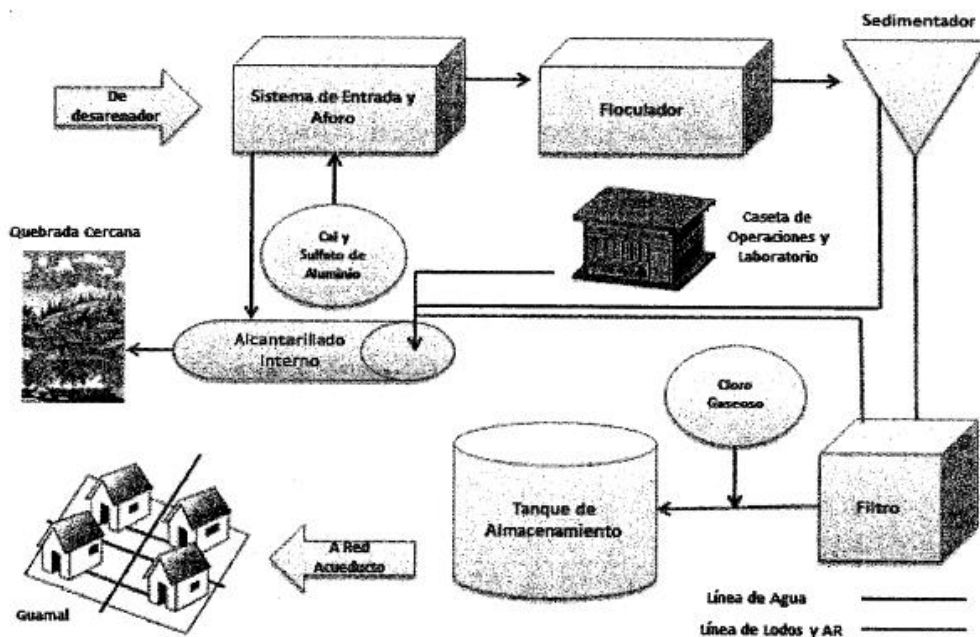 Sedimentador
De
desarenador
Sistema de Entrada y
Aforo
Floculador
Quebrada Cercana
Cal y
Sulfato de
Aluminio
Caseta de
Operaciones y
Laboratorio
Alcantarillado
Interno
Cloro
Gaseoso
Tanque de
Almacenamiento
Filtro
A Red
Acueducto
Guamal
Línea de Agua
Línea de Lodos y AR